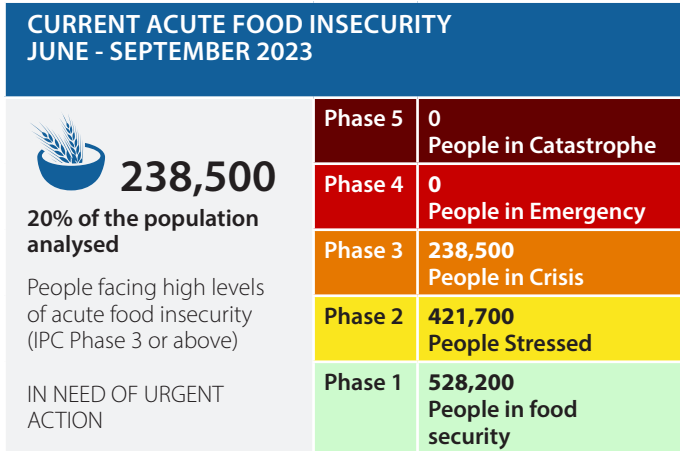 CURRENT ACUTE FOOD INSECURITY
JUNE - SEPTEMBER 2023
238,500
20% of the population
analysed
People facing high levels
of acute food insecurity
(IPC Phase 3 or above)
IN NEED OF URGENT
ACTION
Phase 5
0
People in Catastrophe
Phase 4
0
People in Emergency
Phase 3
238,500
People in Crisis
Phase 2
421,700
People Stressed
Phase 1
528,200
People in food
security